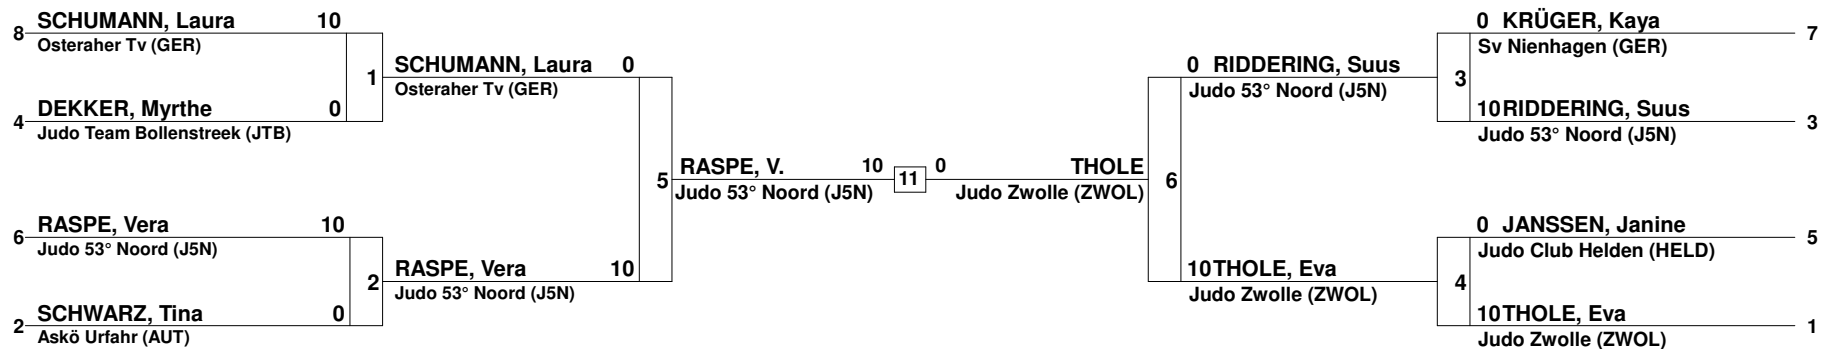 SCHUMANN, Laura 10
8 Osteraher Tv (GER)
1
DEKKER, Myrthe 0
4 Judo Team Bollenstreek (JTB)
SCHUMANN, Laura 0
Osteraher Tv (GER)
RASPE, Vera 10
6 Judo 53° Noord (J5N)
2
SCHWARZ, Tina 0
2 Askö Urfahr (AUT)
RASPE, Vera 10
Judo 53° Noord (J5N)
5
RASPE, V. 10
Judo 53° Noord (J5N)
11
0 THOLE
Judo Zwolle (ZWOL)
6
0 RIDDERING, Suus
Judo 53° Noord (J5N)
10 THOLE, Eva
Judo Zwolle (ZWOL)
0 KRÜGER, Kaya
Sv Nienhagen (GER) 7
3
10 RIDDERING, Suus
Judo 53° Noord (J5N) 3
0 JANSSEN, Janine
Judo Club Helden (HELD) 5
4
10 THOLE, Eva
Judo Zwolle (ZWOL) 1